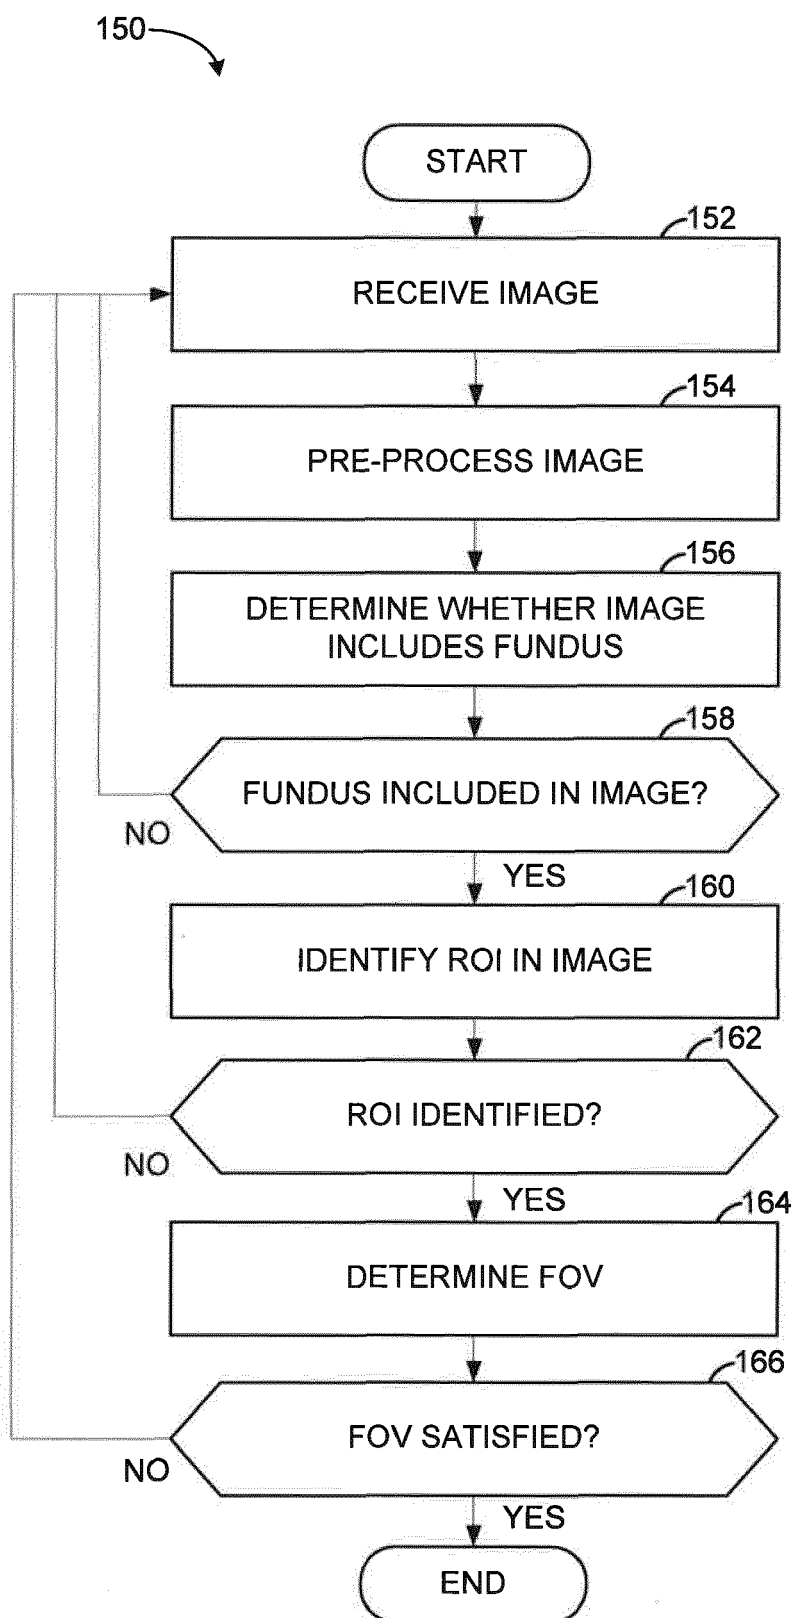 150
START
152
RECEIVE IMAGE
154
PRE-PROCESS IMAGE
156
DETERMINE WHETHER IMAGE
INCLUDES FUNDUS
158
FUNDUS INCLUDED IN IMAGE?
NO
YES
160
IDENTIFY ROI IN IMAGE
162
ROI IDENTIFIED?
NO
YES
164
DETERMINE FOV
166
FOV SATISFIED?
NO
YES
END